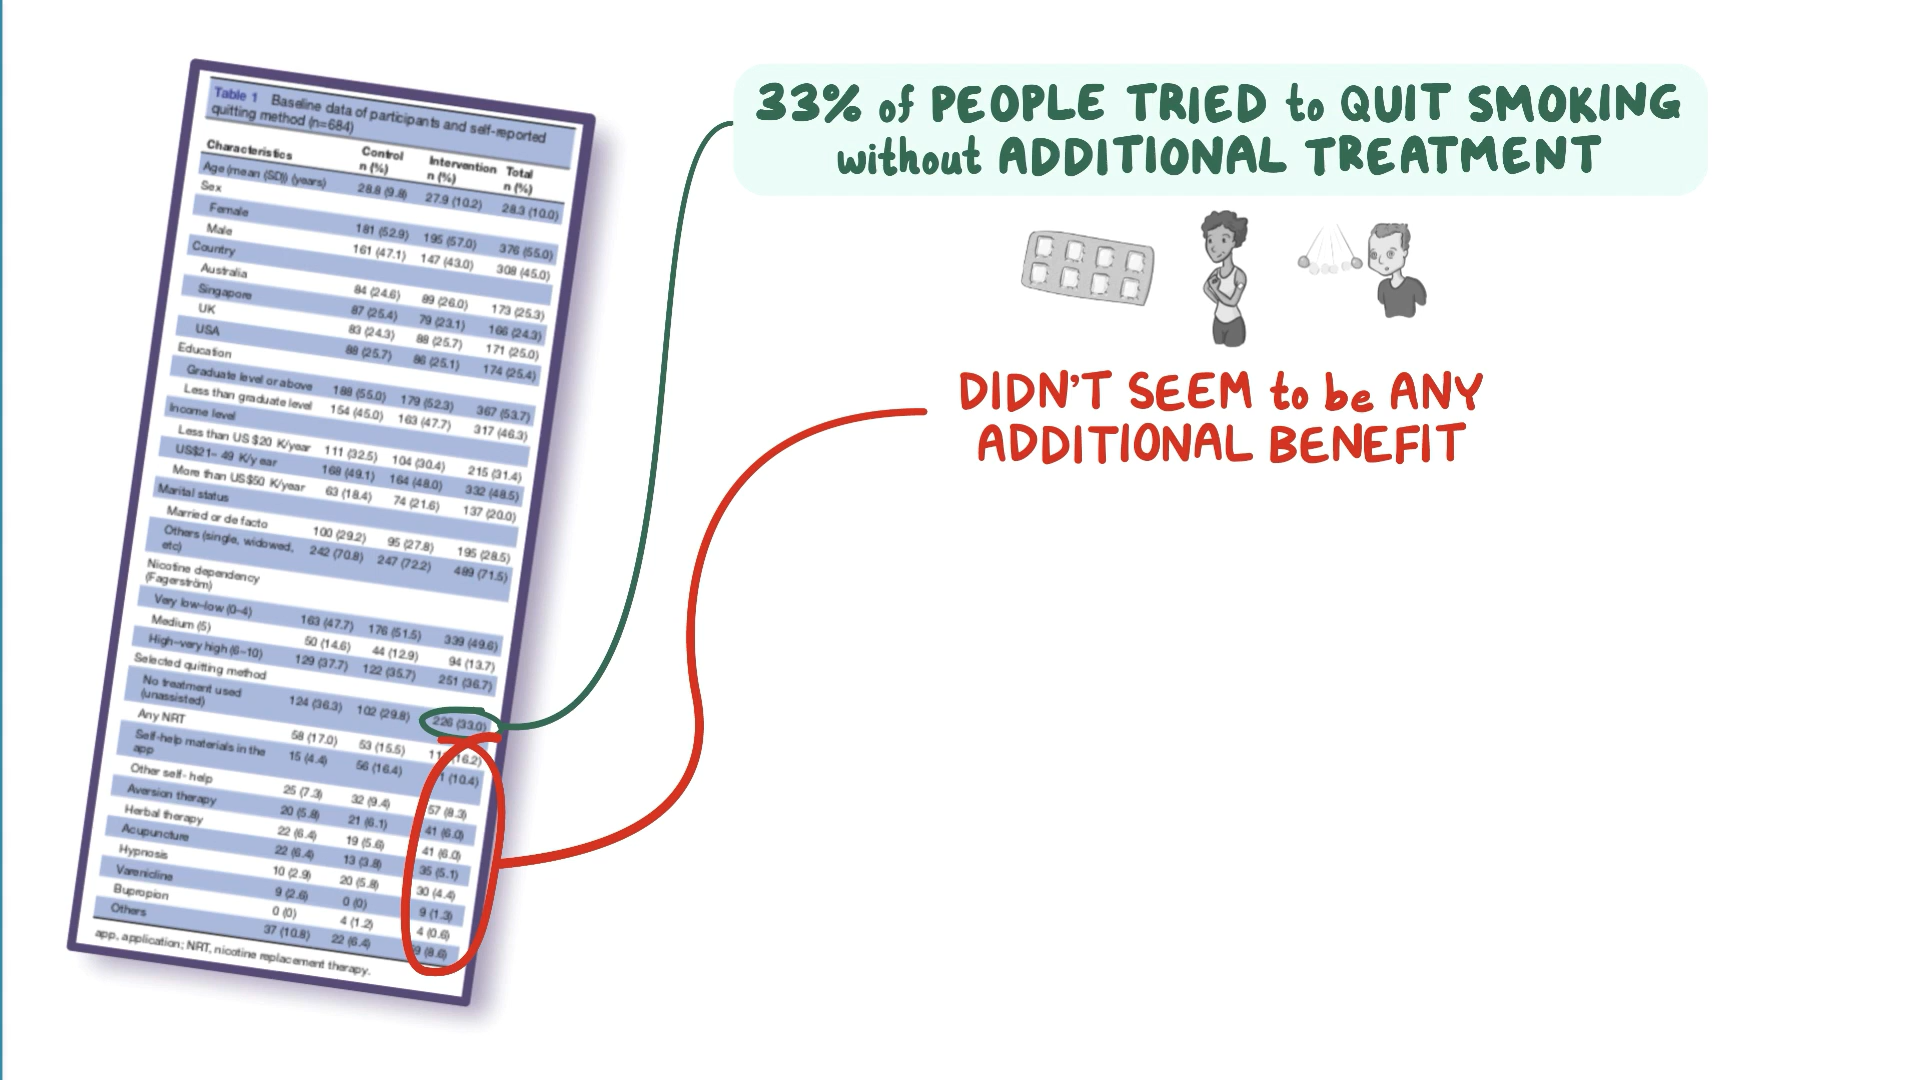 33% of PEOPLE TRIED to QUIT SMOKING
without ADDITIONAL TREATMENT
DIDN'T SEEM to be ANY
ADDITIONAL BENEFIT
Table 1 Baseline data of participants and self-reported
quitting method (n=684)
Characteristics Control n (%) Intervention n (%) Total n (%)
Age (mean (SD)) (years) 28.8 (9.8) 27.9 (10.2) 28.3 (10.0)
Sex
Female 181 (52.9) 195 (57.0) 376 (55.0)
Male 161 (47.1) 147 (43.0) 308 (45.0)
Country
Australia 84 (24.6) 89 (26.0) 173 (25.3)
Singapore 87 (25.4) 79 (23.1) 166 (24.3)
UK 83 (24.3) 88 (25.7) 171 (25.0)
USA 88 (25.7) 86 (25.1) 174 (25.4)
Education
Graduate level or above 188 (55.0) 179 (52.3) 367 (53.7)
Less than graduate level 154 (45.0) 163 (47.7) 317 (46.3)
Income level
Less than US $20 K/year 111 (32.5) 104 (30.4) 215 (31.4)
US$21–49 K/year 168 (49.1) 164 (48.0) 332 (48.5)
More than US$50 K/year 63 (18.4) 74 (21.6) 137 (20.0)
Marital status
Married or de facto 100 (29.2) 95 (27.8) 195 (28.5)
Others (single, widowed, etc) 242 (70.8) 247 (72.2) 489 (71.5)
Nicotine dependency
(Fagerström)
Very low–low (0–4) 163 (47.7) 176 (51.5) 339 (49.6)
Medium (5) 50 (14.6) 44 (12.9) 94 (13.7)
High–very high (6–10) 129 (37.7) 122 (35.7) 251 (36.7)
Selected quitting method
No treatment used (unassisted) 124 (36.3) 102 (29.8) 226 (33.0)
Any NRT 58 (17.0) 53 (15.5) (16.2)
Self-help materials in the app 15 (4.4) 56 (16.4) (10.4)
Other self-help 25 (7.3) 32 (9.4) 57 (8.3)
Aversion therapy 20 (5.8) 21 (6.1) 41 (6.0)
Herbal therapy 22 (6.4) 19 (5.6) 41 (6.0)
Acupuncture 22 (6.4) 13 (3.8) 35 (5.1)
Hypnosis 10 (2.9) 20 (5.8) 30 (4.4)
Varenicline 9 (2.6) 0 (0) 9 (1.3)
Bupropion 0 (0) 4 (1.2) 4 (0.6)
Others 37 (10.8) 22 (6.4) (8.6)
app, application; NRT, nicotine replacement therapy.